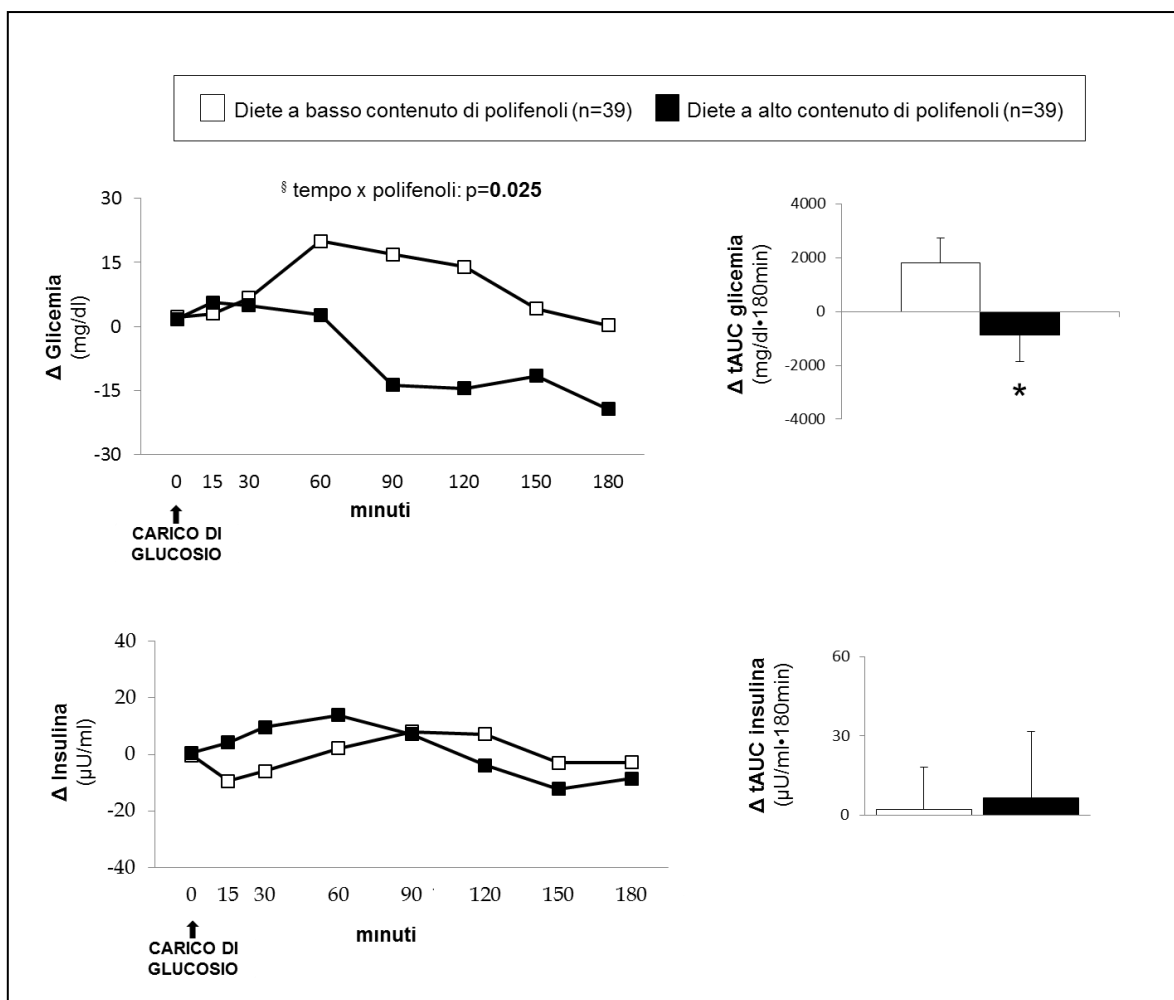 Diete a basso contenuto di polifenoli (n=39) Diete a alto contenuto di polifenoli (n=39)
§ tempo x polifenoli: p=0.025
Δ Glicemia
(mg/dl)
30
15
0
-15
-30
0 15 30 60 90 120 150 180
mınuti
CARICO DI
GLUCOSIO
Δ tAUC glicemia
(mg/dl•180min)
4000
2000
0
-2000
-4000
*
Δ Insulina
(µU/ml)
40
20
0
-20
-40
0 15 30 60 90 120 150 180
mınuti
CARICO DI
GLUCOSIO
Δ tAUC insulina
(µU/ml•180min)
60
30
0